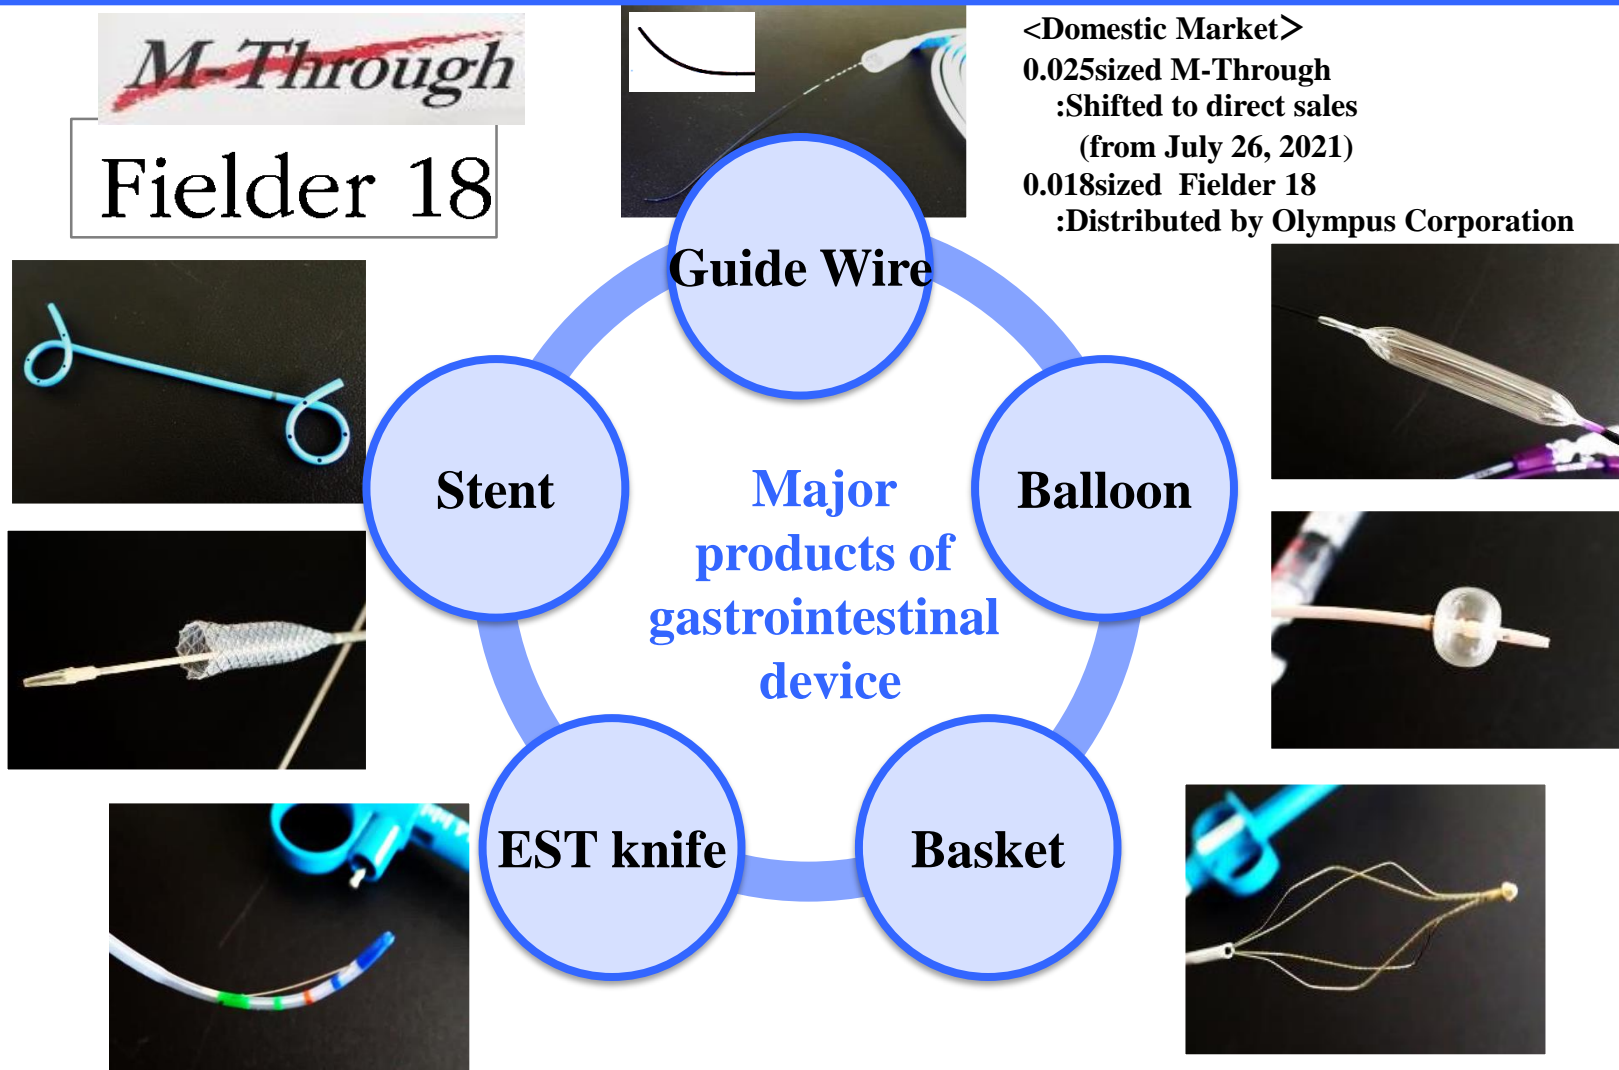 M-Through
Fielder 18
<Domestic Market＞
0.025sized M-Through
:Shifted to direct sales
(from July 26, 2021)
0.018sized Fielder 18
:Distributed by Olympus Corporation
Guide Wire
Stent
Balloon
Major
products of
gastrointestinal
device
EST knife
Basket